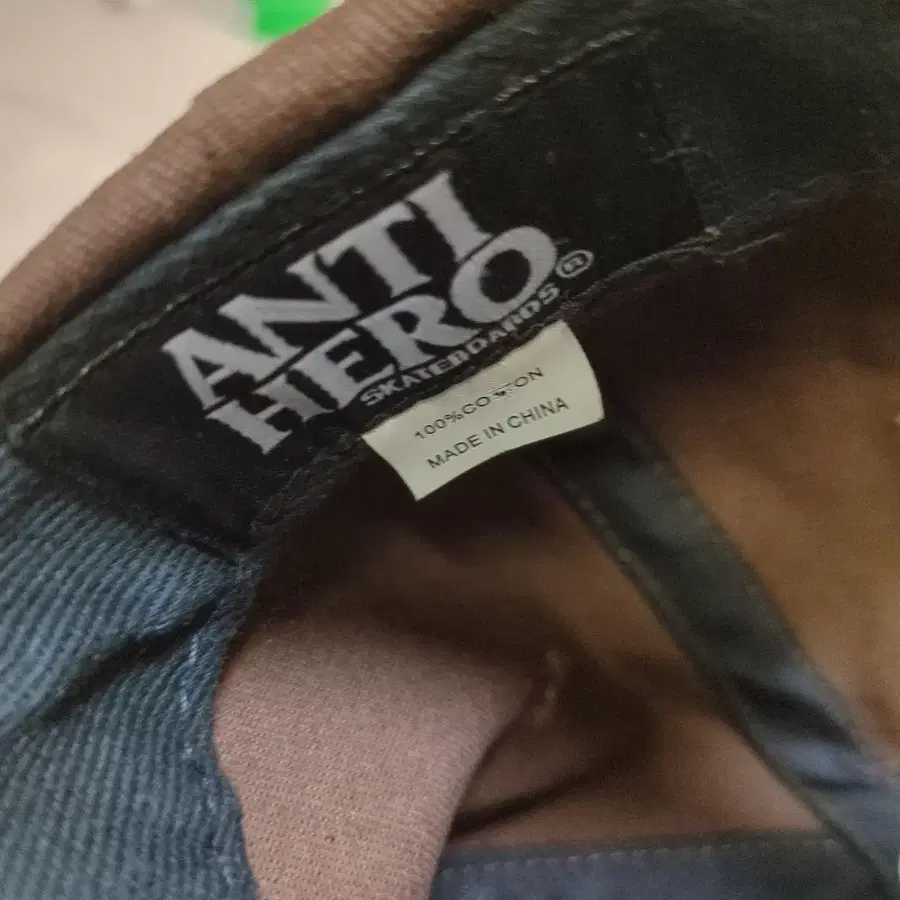 ANTI
HERO
SKATEBOARDS ®
100%COTTON
MADE IN CHINA